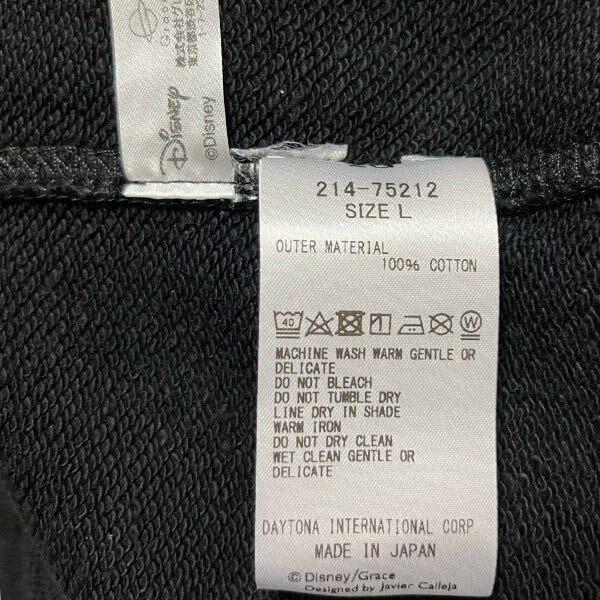 Disney
©Disney
214-75212
SIZE L
OUTER MATERIAL
100% COTTON
40
MACHINE WASH WARM GENTLE OR
DELICATE
DO NOT BLEACH
DO NOT TUMBLE DRY
LINE DRY IN SHADE
WARM IRON
DO NOT DRY CLEAN
WET CLEAN GENTLE OR
DELICATE
DAYTONA INTERNATIONAL CORP.
MADE IN JAPAN
©Disney/Grace
Designed by Javier Calleja